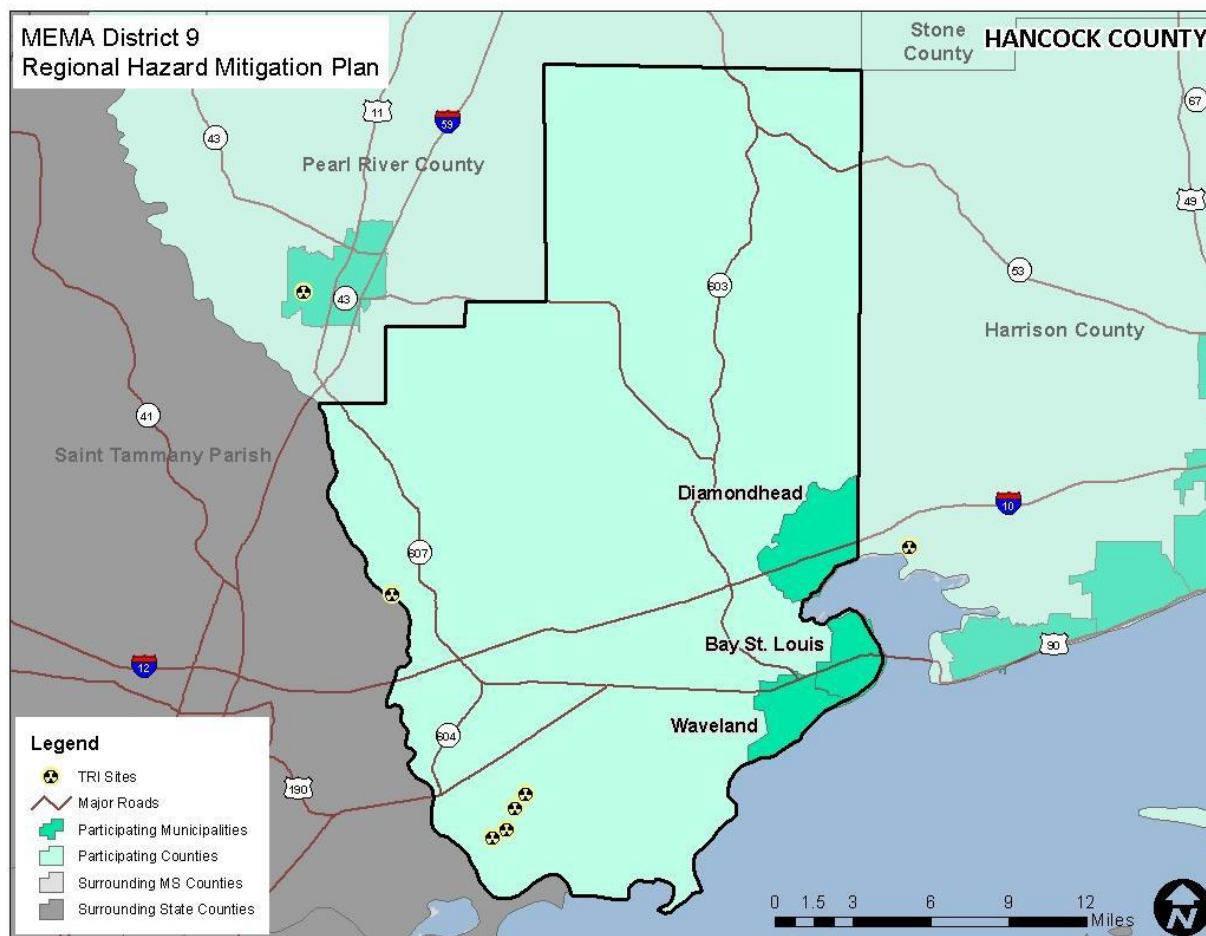 MEMA District 9
Regional Hazard Mitigation Plan
HANCOCK COUNTY
Stone
County
67
11
59
43
Pearl River County
49
53
603
43
Harrison County
41
Saint Tammany Parish
Diamondhead
10
607
Bay St. Louis
90
12
Waveland
604
190
Legend
TRI Sites
Major Roads
Participating Municipalities
Participating Counties
Surrounding MS Counties
Surrounding State Counties
0 1.5 3 6 9 12
Miles
N